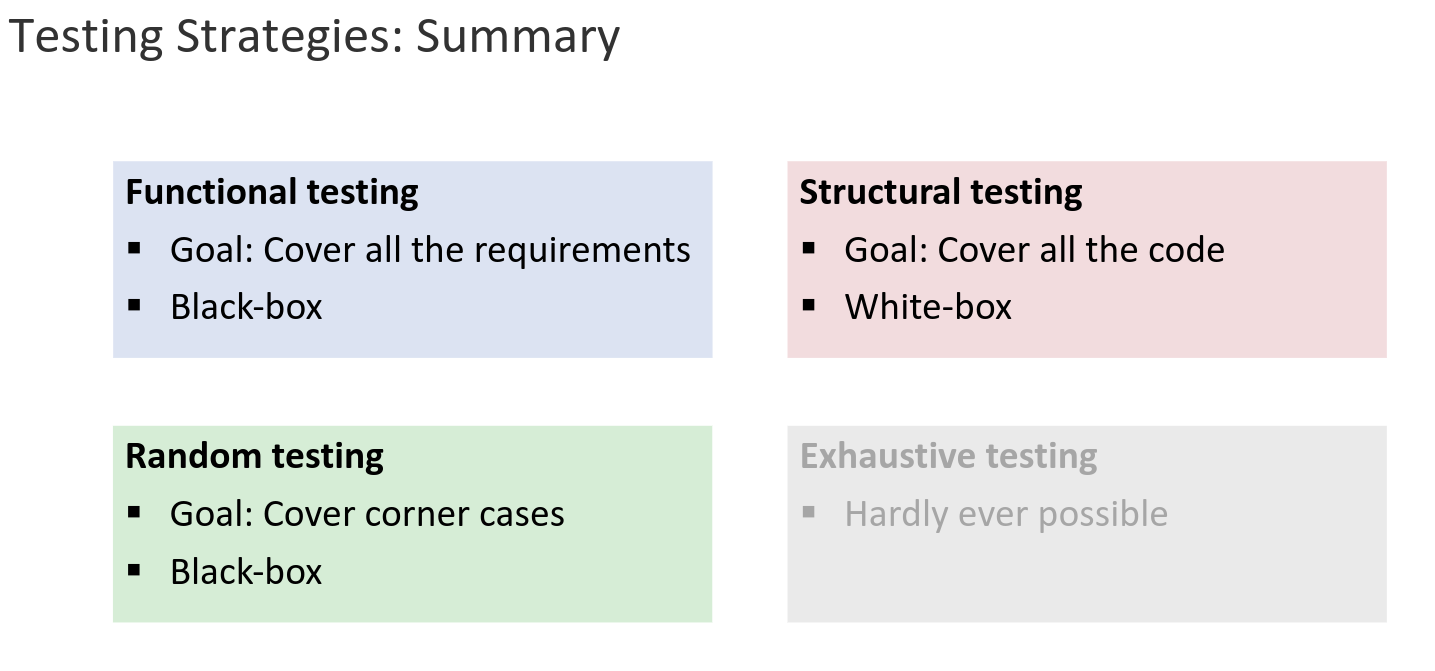 Testing Strategies: Summary
Functional testing
▪ Goal: Cover all the requirements
▪ Black-box
Structural testing
▪ Goal: Cover all the code
▪ White-box
Random testing
▪ Goal: Cover corner cases
▪ Black-box
Exhaustive testing
▪ Hardly ever possible